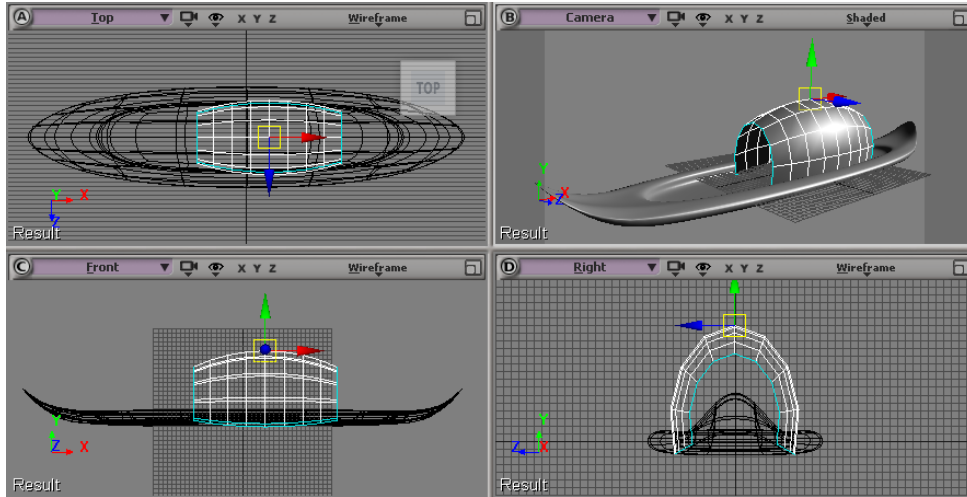 A Top X Y Z Wireframe
TOP
Y X
Z
Result
B Camera X Y Z Shaded
Y
X
Z
Result
C Front X Y Z Wireframe
Y
Z X
Result
D Right X Y Z Wireframe
Y
Z X
Result